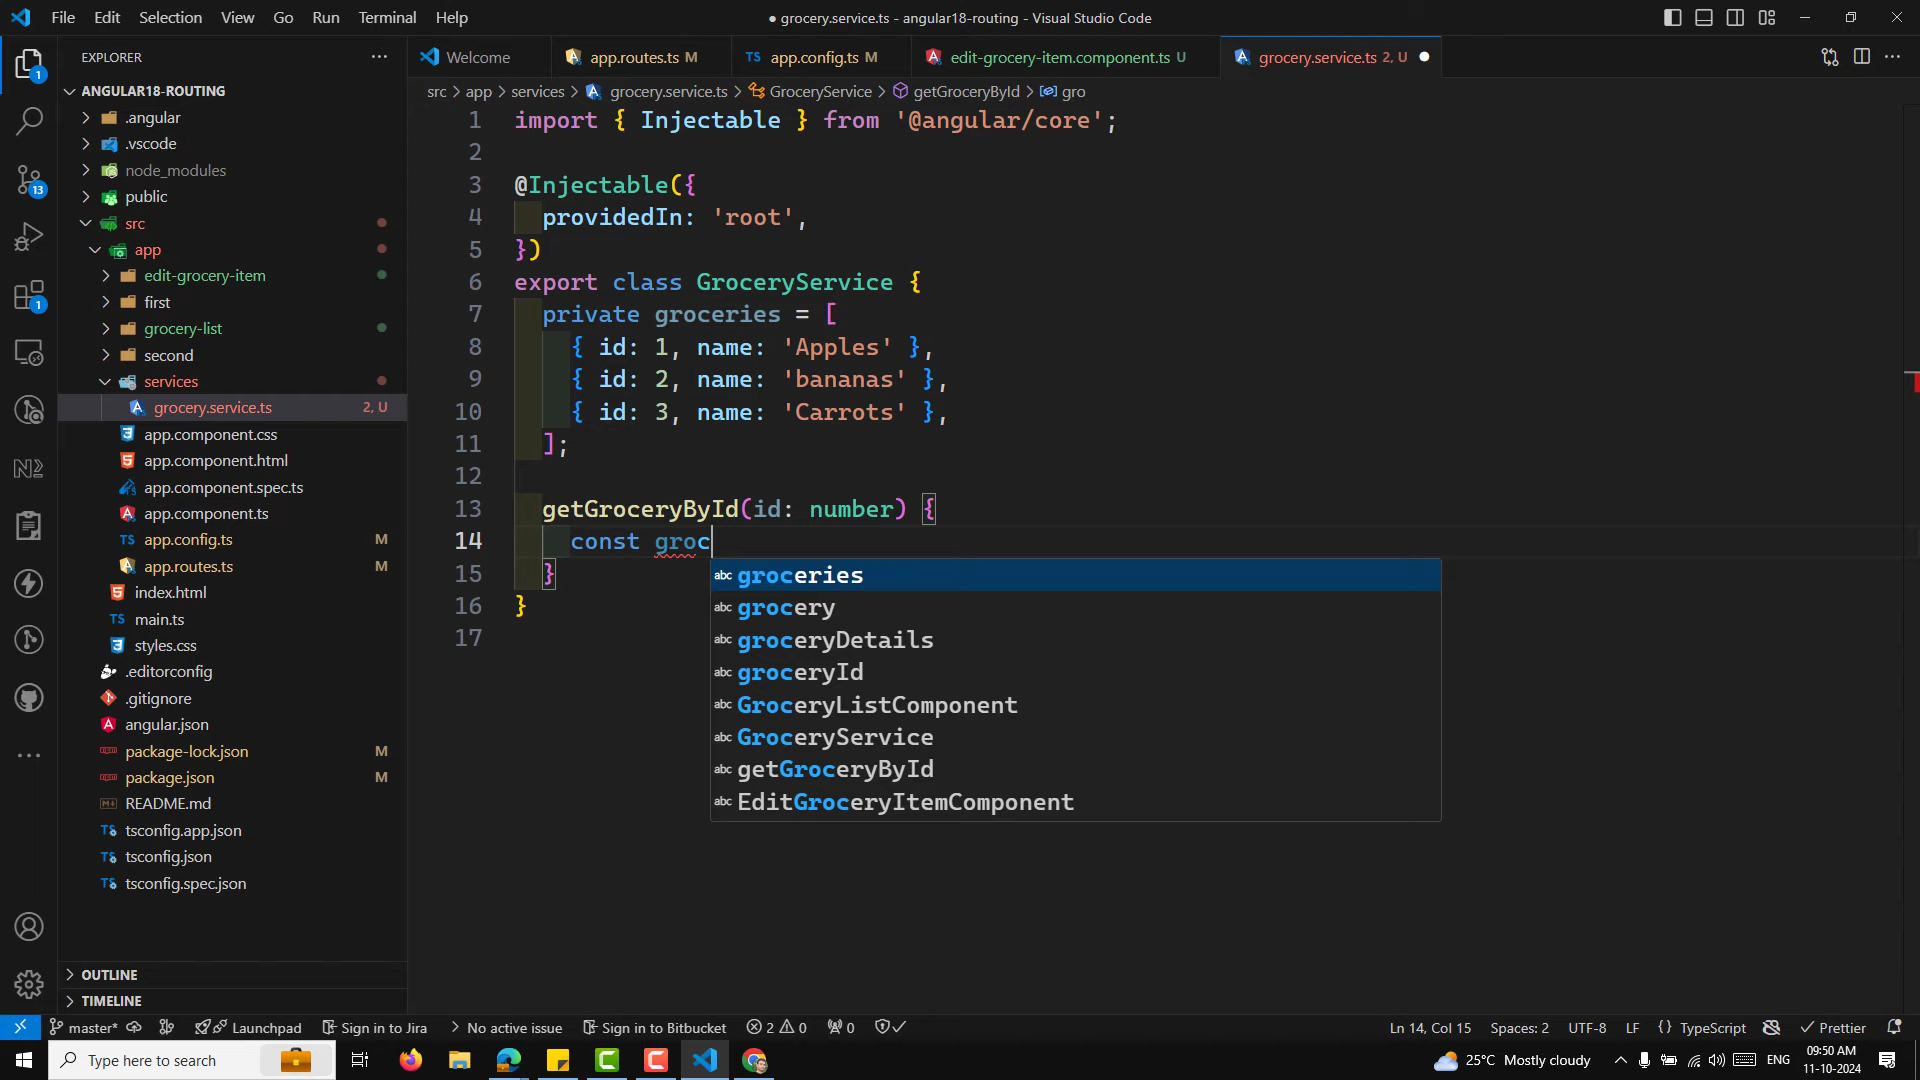 File Edit Selection View Go Run Terminal Help
● grocery.service.ts - angular18-routing - Visual Studio Code
EXPLORER
Welcome
app.routes.ts M
TS app.config.ts M
edit-grocery-item.component.ts U
grocery.service.ts 2, U
src > app > services > grocery.service.ts > GroceryService > getGroceryById > gro
ANGULAR18-ROUTING
.angular
.vscode
node_modules
public
src
app
edit-grocery-item
first
grocery-list
second
services
grocery.service.ts 2, U
app.component.css
app.component.html
app.component.spec.ts
app.component.ts
app.config.ts M
app.routes.ts M
index.html
TS main.ts
styles.css
.editorconfig
.gitignore
angular.json
package-lock.json M
package.json M
README.md
TS tsconfig.app.json
TS tsconfig.json
TS tsconfig.spec.json
OUTLINE
TIMELINE
1
13
1
1 import { Injectable } from '@angular/core';
2
3 @Injectable({
4 providedIn: 'root',
5 })
6 export class GroceryService {
7 private groceries = [
8 { id: 1, name: 'Apples' },
9 { id: 2, name: 'bananas' },
10 { id: 3, name: 'Carrots' },
11 ];
12
13 getGroceryById(id: number) {
14 const groc
15 }
16 }
17
abc groceries
abc grocery
abc groceryDetails
abc groceryId
abc GroceryListComponent
abc GroceryService
abc getGroceryById
abc EditGroceryItemComponent
master* Launchpad Sign in to Jira No active issue Sign in to Bitbucket 2 0 0
Ln 14, Col 15 Spaces: 2 UTF-8 LF {} TypeScript Prettier
Type here to search
25°C Mostly cloudy
ENG
09:50 AM
11-10-2024